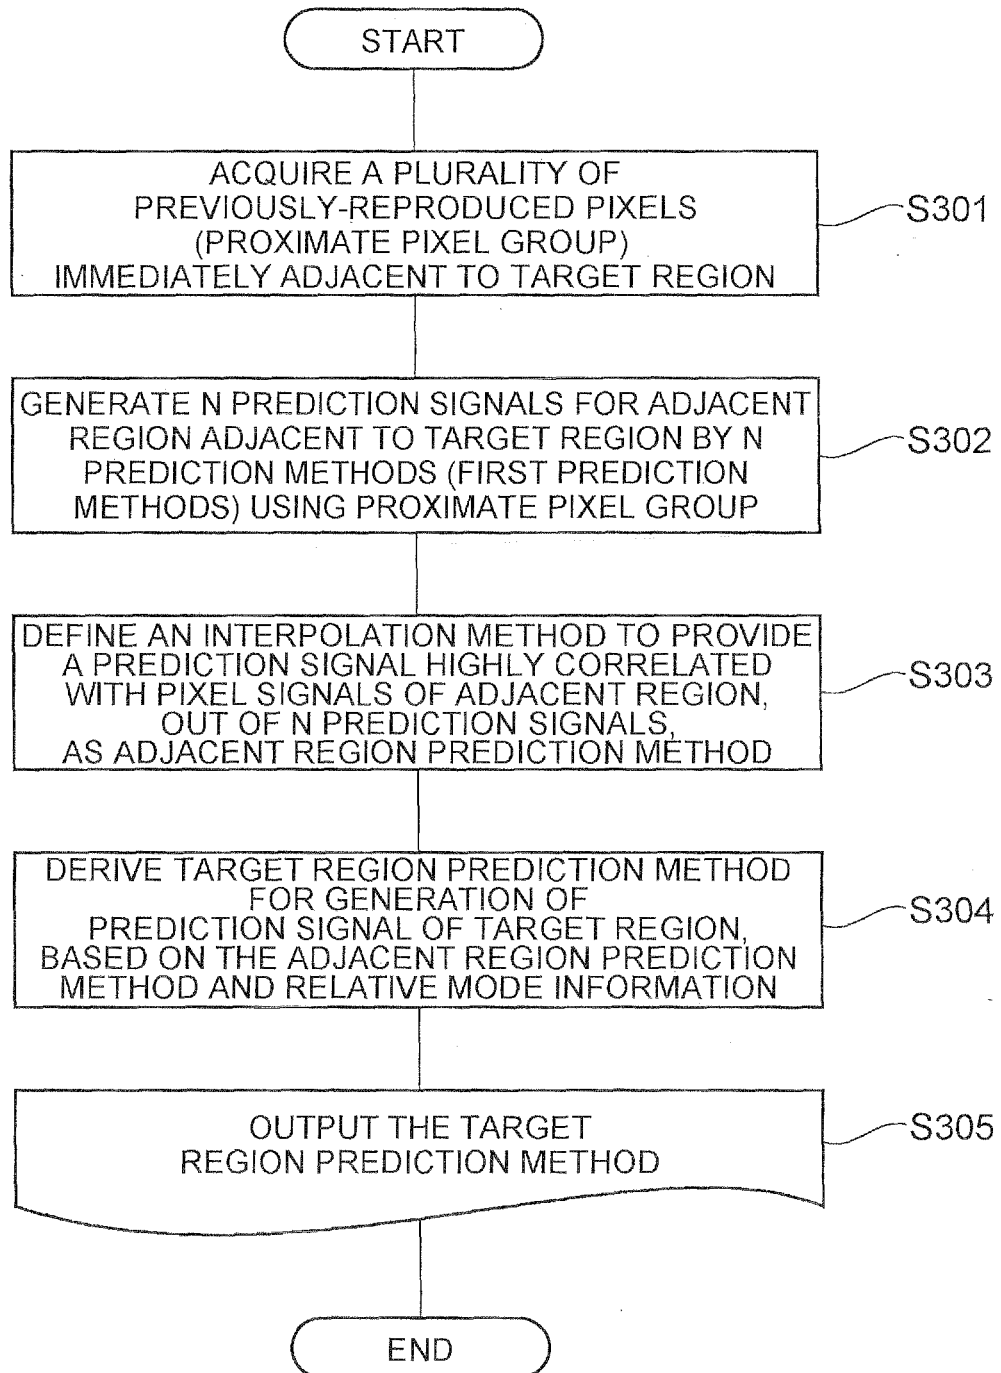 START
ACQUIRE A PLURALITY OF
PREVIOUSLY-REPRODUCED PIXELS
(PROXIMATE PIXEL GROUP)
IMMEDIATELY ADJACENT TO TARGET REGION
S301
GENERATE N PREDICTION SIGNALS FOR ADJACENT
REGION ADJACENT TO TARGET REGION BY N
PREDICTION METHODS (FIRST PREDICTION
METHODS) USING PROXIMATE PIXEL GROUP
S302
DEFINE AN INTERPOLATION METHOD TO PROVIDE
A PREDICTION SIGNAL HIGHLY CORRELATED
WITH PIXEL SIGNALS OF ADJACENT REGION,
OUT OF N PREDICTION SIGNALS,
AS ADJACENT REGION PREDICTION METHOD
S303
DERIVE TARGET REGION PREDICTION METHOD
FOR GENERATION OF
PREDICTION SIGNAL OF TARGET REGION,
BASED ON THE ADJACENT REGION PREDICTION
METHOD AND RELATIVE MODE INFORMATION
S304
OUTPUT THE TARGET
REGION PREDICTION METHOD
S305
END